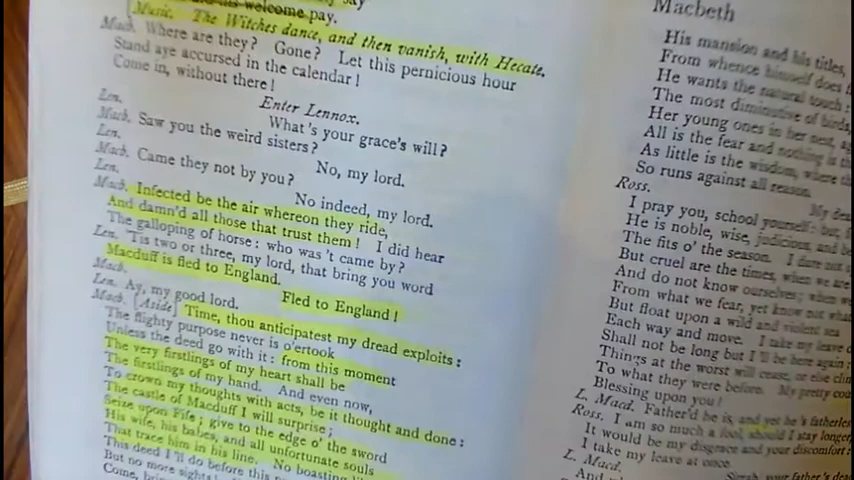 welcome pay.
[Music. The Witches dance, and then vanish, with Hecate.
Mach. Where are they? Gone? Let this pernicious hour
Stand aye accursed in the calendar!
Come in, without there!
Enter Lennox.
Len. What's your grace's will?
Mach. Saw you the weird sisters?
Len. No, my lord.
Mach. Came they not by you?
Len. No indeed, my lord.
Mach. Infected be the air whereon they ride,
And damn'd all those that trust them! I did hear
The galloping of horse: who was't came by?
Len. 'Tis two or three, my lord, that bring you word
Macduff is fled to England.
Mach. Fled to England!
Len. Ay, my good lord.
Mach. [Aside] Time, thou anticipatest my dread exploits:
The flighty purpose never is o'ertook
Unless the deed go with it: from this moment
The very firstlings of my heart shall be
The firstlings of my hand. And even now,
To crown my thoughts with acts, be it thought and done:
The castle of Macduff I will surprise;
Seize upon Fife; give to the edge o' the sword
His wife, his babes, and all unfortunate souls
That trace him in his line. No boasting
This deed I'll do before this
But no more sights!
Come,
Macbeth
His mansion and his titles,
From whence himself does
He wants the natural touch:
The most diminutive of birds,
Her young ones in her nest,
All is the fear and nothing is
As little is the wisdom, where
So runs against all reason.
Ross. My
I pray you, school yourself: but,
He is noble, wise, judicious, and
The fits o' the season. I dare not
But cruel are the times, when we are
And do not know ourselves; when
From what we fear, yet know not what
But float upon a wild and violent sea
Each way and move. I take my leave
Shall not be long but I'll be here again:
Things at the worst will cease, or else
To what they were before. My pretty
Blessing upon you!
L. Macd. Father'd he is, and yet he's fatherless
Ross. I am so much a fool, should I stay longer,
It would be my disgrace and your discomfort:
I take my leave at once.
L. Macd. Sirrah, your father's
And